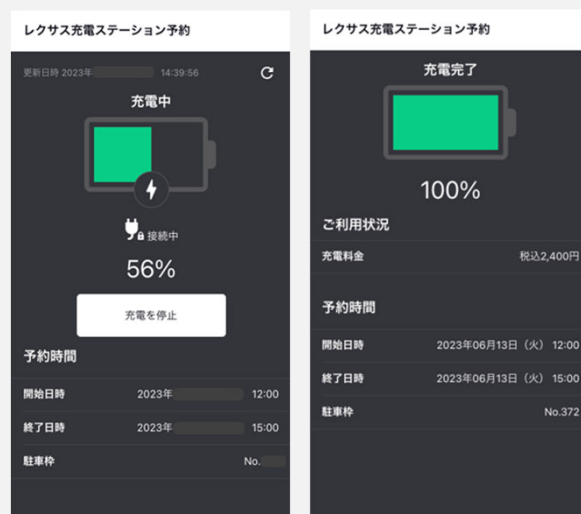 レクサス充電ステーション予約
更新日時 2023年 14:39:56
充電中
接続中
56%
充電を停止
予約時間
開始日時 2023年 12:00
終了日時 2023年 15:00
駐車枠 No.
レクサス充電ステーション予約
充電完了
100%
ご利用状況
充電料金 税込2,400円
予約時間
開始日時 2023年06月13日（火） 12:00
終了日時 2023年06月13日（火） 15:00
駐車枠 No.372